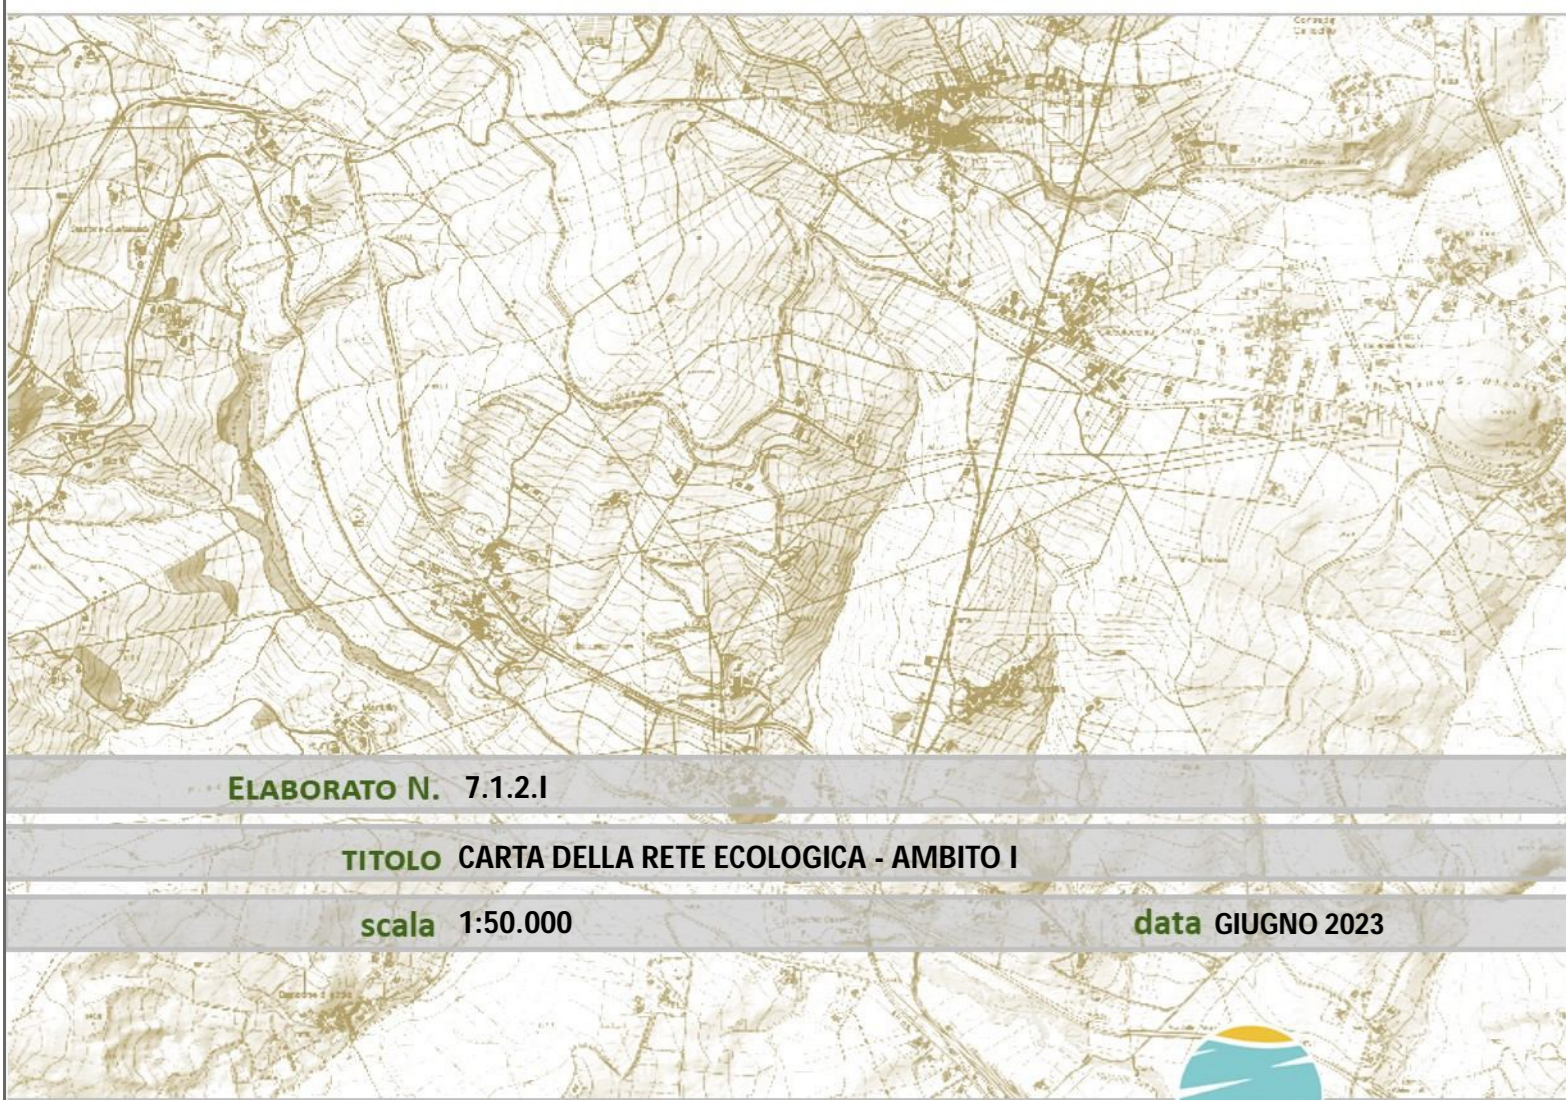 ELABORATO N. 7.1.2.I
TITOLO CARTA DELLA RETE ECOLOGICA - AMBITO I
scala 1:50.000 data GIUGNO 2023